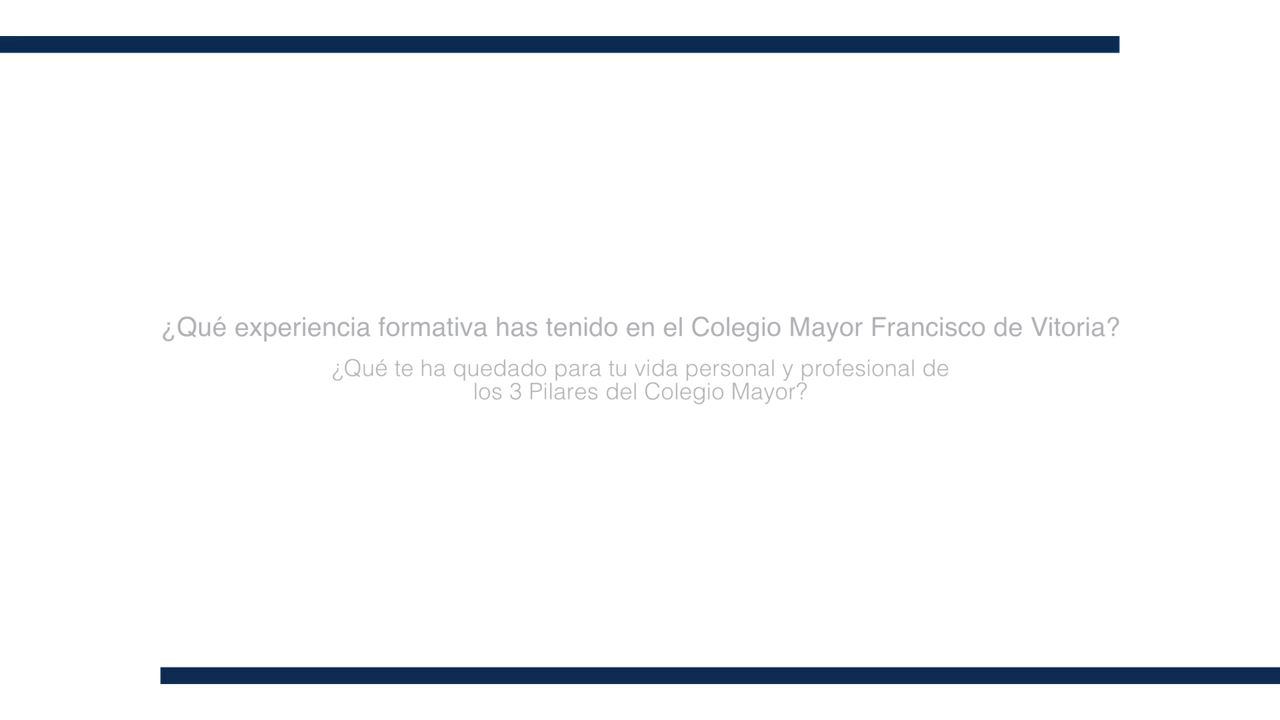 ¿Qué experiencia formativa has tenido en el Colegio Mayor Francisco de Vitoria?
¿Qué te ha quedado para tu vida personal y profesional de
los 3 Pilares del Colegio Mayor?